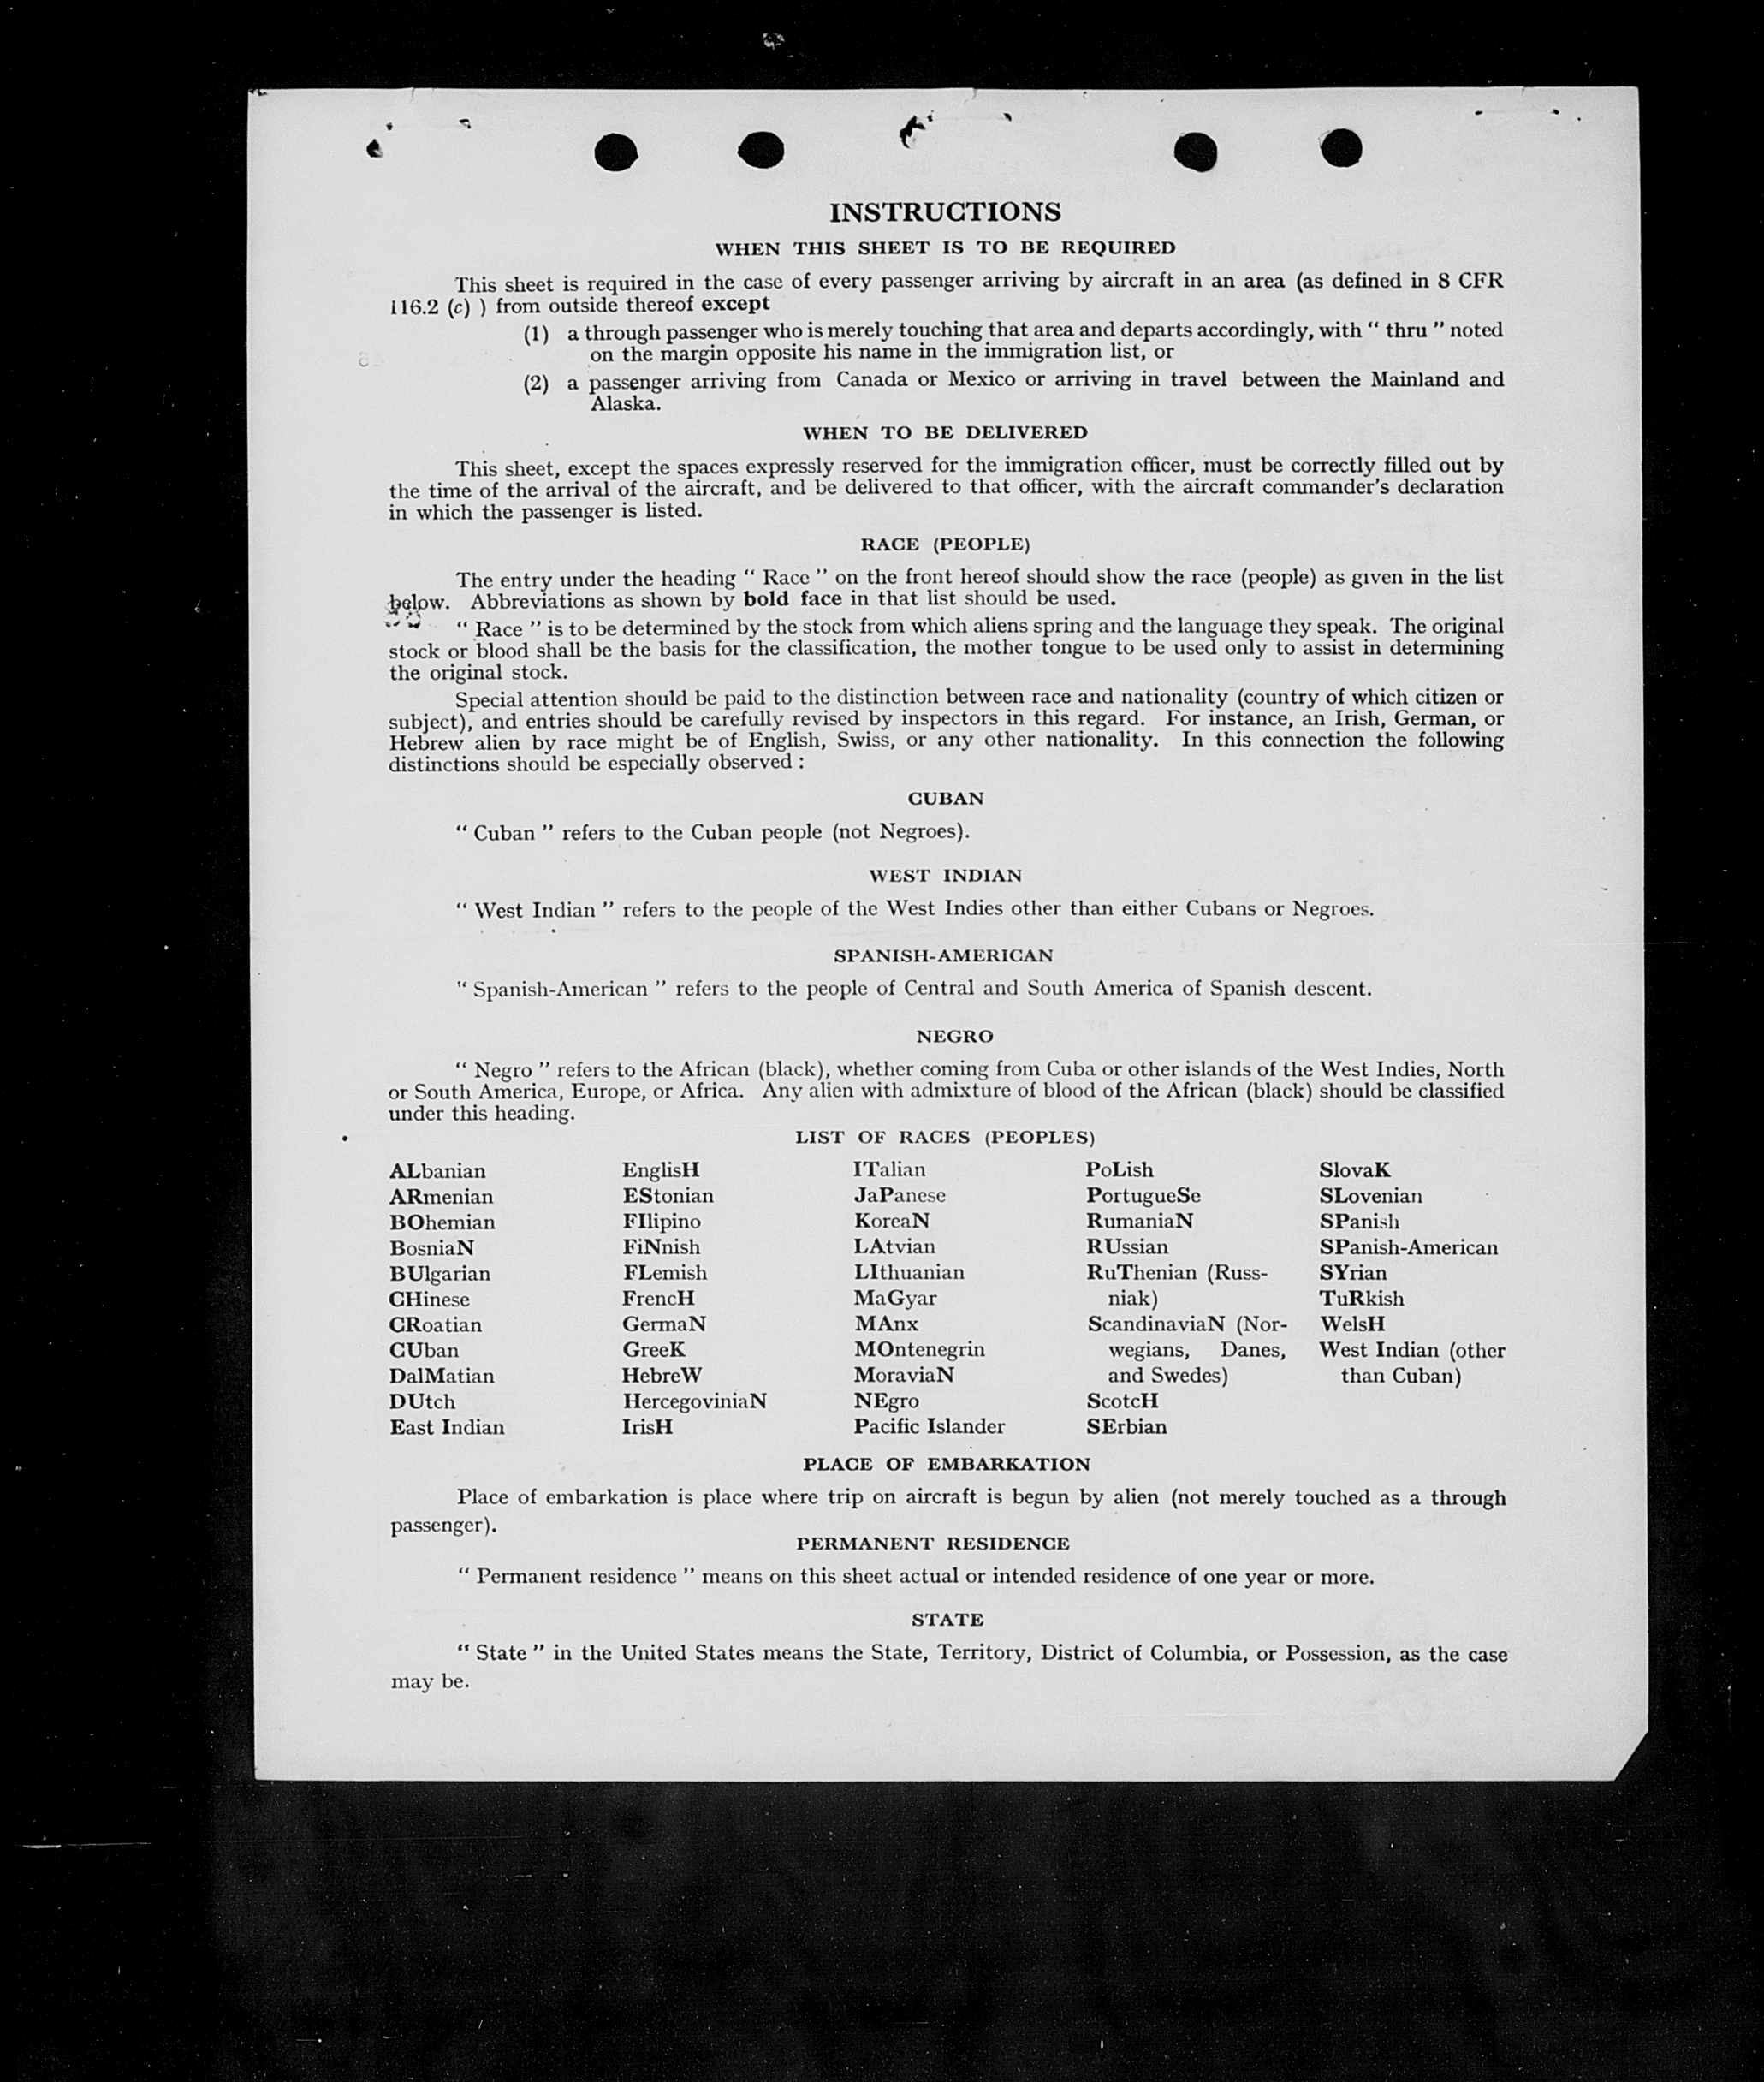 INSTRUCTIONS
WHEN THIS SHEET IS TO BE REQUIRED
This sheet is required in the case of every passenger arriving by aircraft in an area (as defined in 8 CFR
116.2 (c) ) from outside thereof except
(1) a through passenger who is merely touching that area and departs accordingly, with “ thru ” noted
on the margin opposite his name in the immigration list, or
(2) a passenger arriving from Canada or Mexico or arriving in travel between the Mainland and
Alaska.
WHEN TO BE DELIVERED
This sheet, except the spaces expressly reserved for the immigration officer, must be correctly filled out by
the time of the arrival of the aircraft, and be delivered to that officer, with the aircraft commander’s declaration
in which the passenger is listed.
RACE (PEOPLE)
The entry under the heading “ Race ” on the front hereof should show the race (people) as given in the list
below. Abbreviations as shown by bold face in that list should be used.
“ Race ” is to be determined by the stock from which aliens spring and the language they speak. The original
stock or blood shall be the basis for the classification, the mother tongue to be used only to assist in determining
the original stock.
Special attention should be paid to the distinction between race and nationality (country of which citizen or
subject), and entries should be carefully revised by inspectors in this regard. For instance, an Irish, German, or
Hebrew alien by race might be of English, Swiss, or any other nationality. In this connection the following
distinctions should be especially observed :
CUBAN
“ Cuban ” refers to the Cuban people (not Negroes).
WEST INDIAN
“ West Indian ” refers to the people of the West Indies other than either Cubans or Negroes.
SPANISH-AMERICAN
“ Spanish-American ” refers to the people of Central and South America of Spanish descent.
NEGRO
“ Negro ” refers to the African (black), whether coming from Cuba or other islands of the West Indies, North
or South America, Europe, or Africa. Any alien with admixture of blood of the African (black) should be classified
under this heading.
LIST OF RACES (PEOPLES)
ALbanian
ARmenian
BOhemian
BosniaN
BUlgarian
CHinese
CRoatian
CUban
DalMatian
DUtch
East Indian
EnglisH
EStonian
FIlipino
FiNnish
FLemish
FrencH
GermaN
GreeK
HebreW
HercegoviniaN
IrisH
ITalian
JaPanese
KoreaN
LAtvian
LIthuanian
MaGyar
MAnx
MOntenegrin
MoraviaN
NEgro
Pacific Islander
PoLish
PortugueSe
RumaniaN
RUssian
RuThenian (Russ-
niak)
ScandinaviaN (Nor-
wegians, Danes,
and Swedes)
ScotcH
SErbian
SlovaK
SLovenian
SPanish
SPanish-American
SYrian
TuRkish
WelsH
West Indian (other
than Cuban)
PLACE OF EMBARKATION
Place of embarkation is place where trip on aircraft is begun by alien (not merely touched as a through
passenger).
PERMANENT RESIDENCE
“ Permanent residence ” means on this sheet actual or intended residence of one year or more.
STATE
“ State ” in the United States means the State, Territory, District of Columbia, or Possession, as the case
may be.